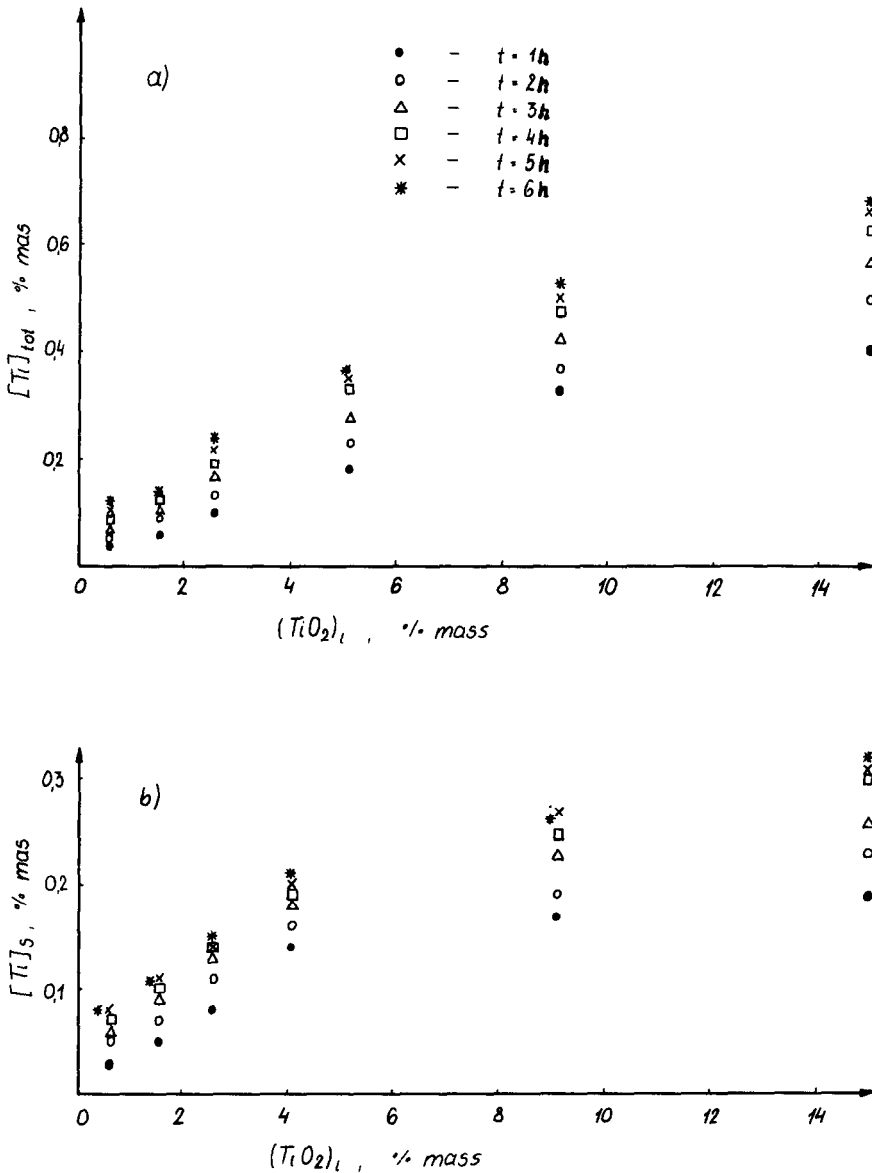 a)
● - t = 1h
○ - t = 2h
△ - t = 3h
□ - t = 4h
× - t = 5h
* - t = 6h
[Ti]tot , % mas
0,8
0,6
0,4
0,2
0 2 4 6 8 10 12 14
(TiO2)i , % mass
b)
[Ti]s, % mas
0,3
0,2
0,1
0 2 4 6 8 10 12 14
(TiO2)i , % mass